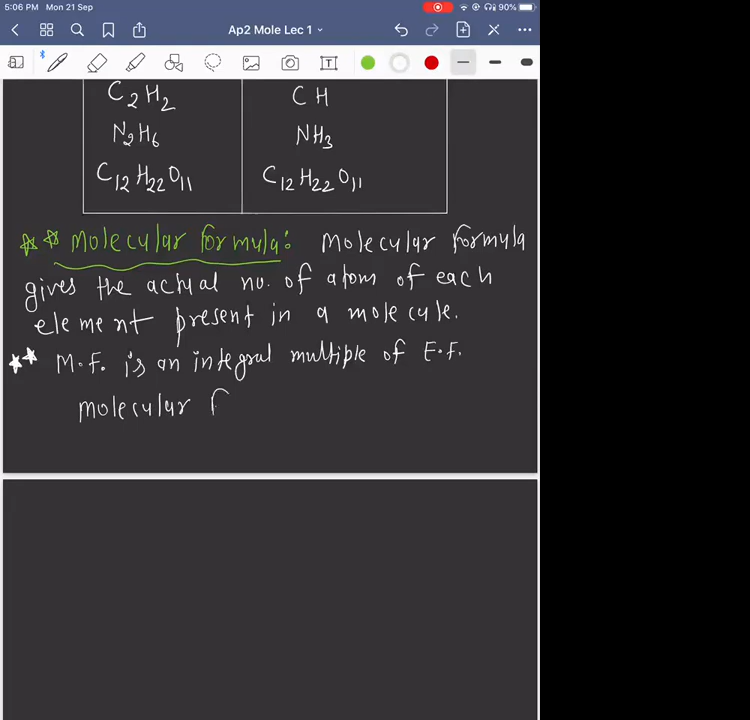 5:06 PM Mon 21 Sep 90%
Ap2 Mole Lec 1
C2H2 CH
N2H6 NH3
C12H22O11 C12H22O11
** Molecular formula: Molecular formula
gives the actual no. of atom of each
element present in a molecule.
** M.F. is an integral multiple of E.F.
molecular f